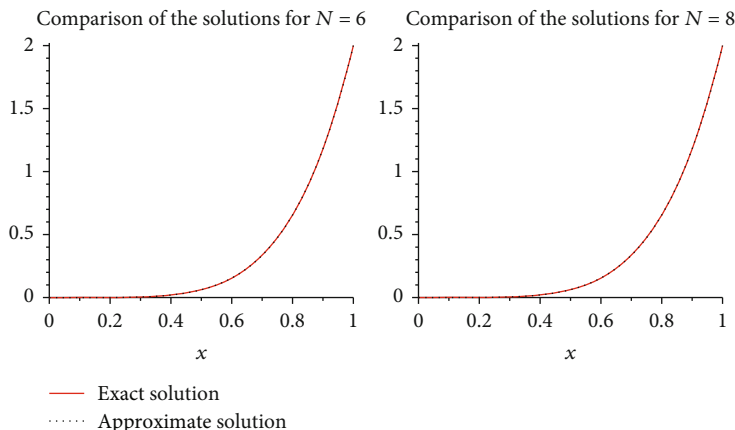 Comparison of the solutions for N = 6
2
1.5
1
0.5
0
0 0.2 0.4 0.6 0.8 1
x
Comparison of the solutions for N = 8
2
1.5
1
0.5
0
0 0.2 0.4 0.6 0.8 1
x
Exact solution
Approximate solution